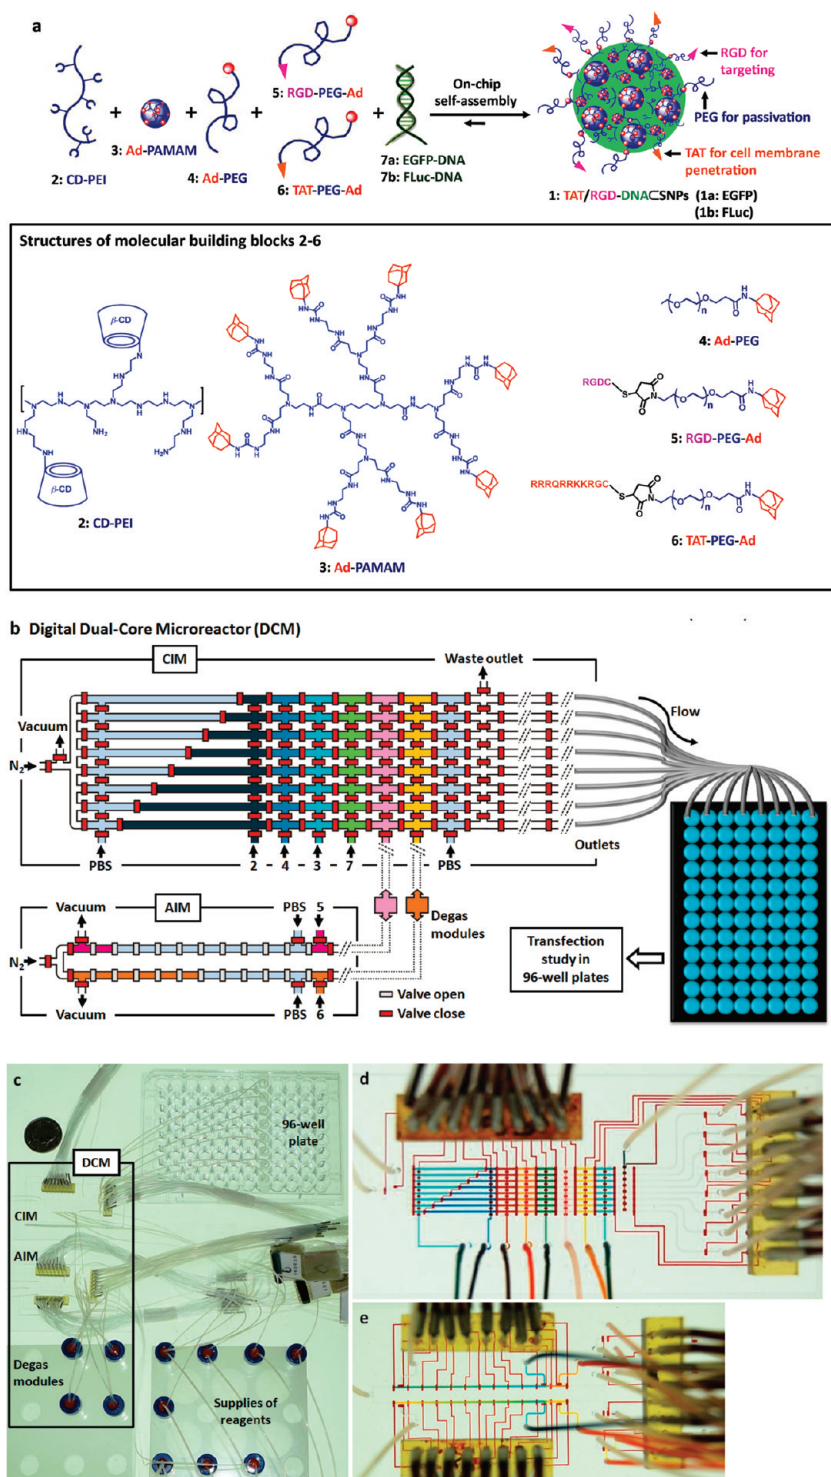 a
5: RGD-PEG-Ad
On-chip
self-assembly
RGD for
targeting
PEG for passivation
TAT for cell membrane
penetration
2: CD-PEI
3: Ad-PAMAM
4: Ad-PEG
6: TAT-PEG-Ad
7a: EGFP-DNA
7b: FLuc-DNA
1: TAT/RGD-DNA⊂SNPs (1a: EGFP)
(1b: FLuc)
Structures of molecular building blocks 2-6
β-CD
β-CD
2: CD-PEI
3: Ad-PAMAM
4: Ad-PEG
RGDC
5: RGD-PEG-Ad
RRRQRRKKRGC
6: TAT-PEG-Ad
b Digital Dual-Core Microreactor (DCM)
CIM
Waste outlet
Vacuum
Flow
N2
Outlets
PBS 2 4 3 7 PBS
AIM
Vacuum
PBS 5
Degas
modules
N2
Vacuum
PBS 6
Valve open
Valve close
Transfection
study in
96-well plates
c
96-well
plate
DCM
CIM
AIM
Degas
modules
Supplies of
reagents
d
e